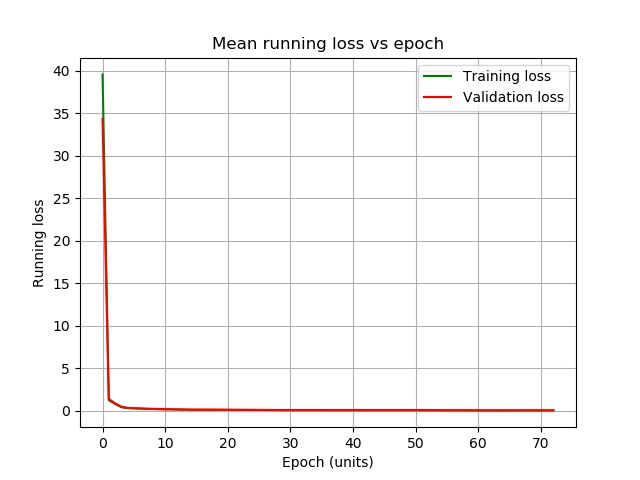 Mean running loss vs epoch
Training loss
Validation loss
40
35
30
25
20
15
10
5
0
Running loss
0 10 20 30 40 50 60 70
Epoch (units)